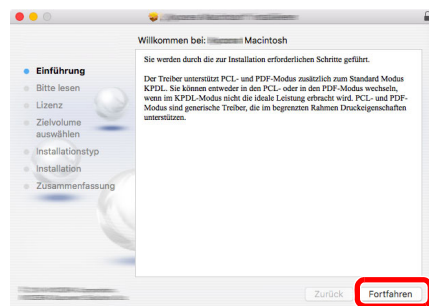 Willkommen bei: Macintosh
Einführung
Bitte lesen
Lizenz
Zielvolume
auswählen
Installationstyp
Installation
Zusammenfassung
Sie werden durch die zur Installation erforderlichen Schritte geführt.
Der Treiber unterstützt PCL- und PDF-Modus zusätzlich zum Standard Modus
KPDL. Sie können entweder in den PCL- oder in den PDF-Modus wechseln,
wenn im KPDL-Modus nicht die ideale Leistung erbracht wird. PCL- und PDF-
Modus sind generische Treiber, die im begrenzten Rahmen Druckeigenschaften
unterstützen.
Zurück
Fortfahren